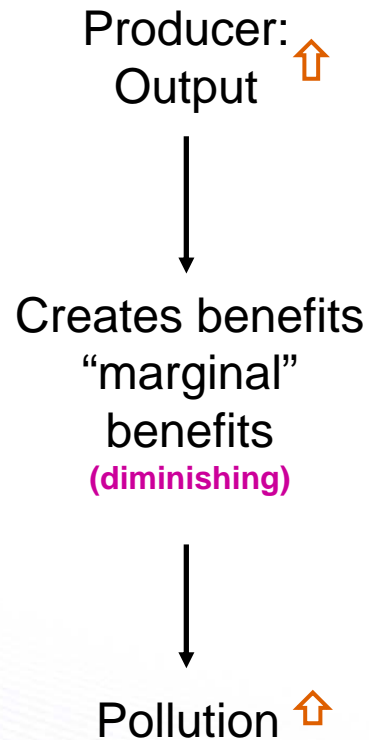 Producer:
Output
Creates benefits
“marginal”
benefits
(diminishing)
Pollution